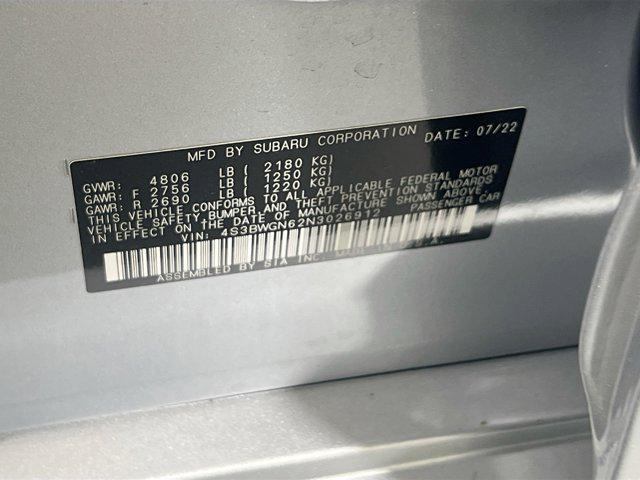 MFD BY SUBARU CORPORATION DATE: 07/22
GVWR: 4806 LB ( 2180 KG)
GAWR: F 2756 LB ( 1250 KG)
GAWR: R 2690 LB ( 1220 KG)
THIS VEHICLE CONFORMS TO ALL APPLICABLE FEDERAL MOTOR
VEHICLE SAFETY,BUMPER,AND THEFT PREVENTION STANDARDS
IN EFFECT ON THE DATE OF MANUFACTURE SHOWN ABOVE.
VIN: 4S3BWGN62N3026912 PASSENGER CAR
ASSEMBLED BY SIA INC. MADE IN U.S.A.